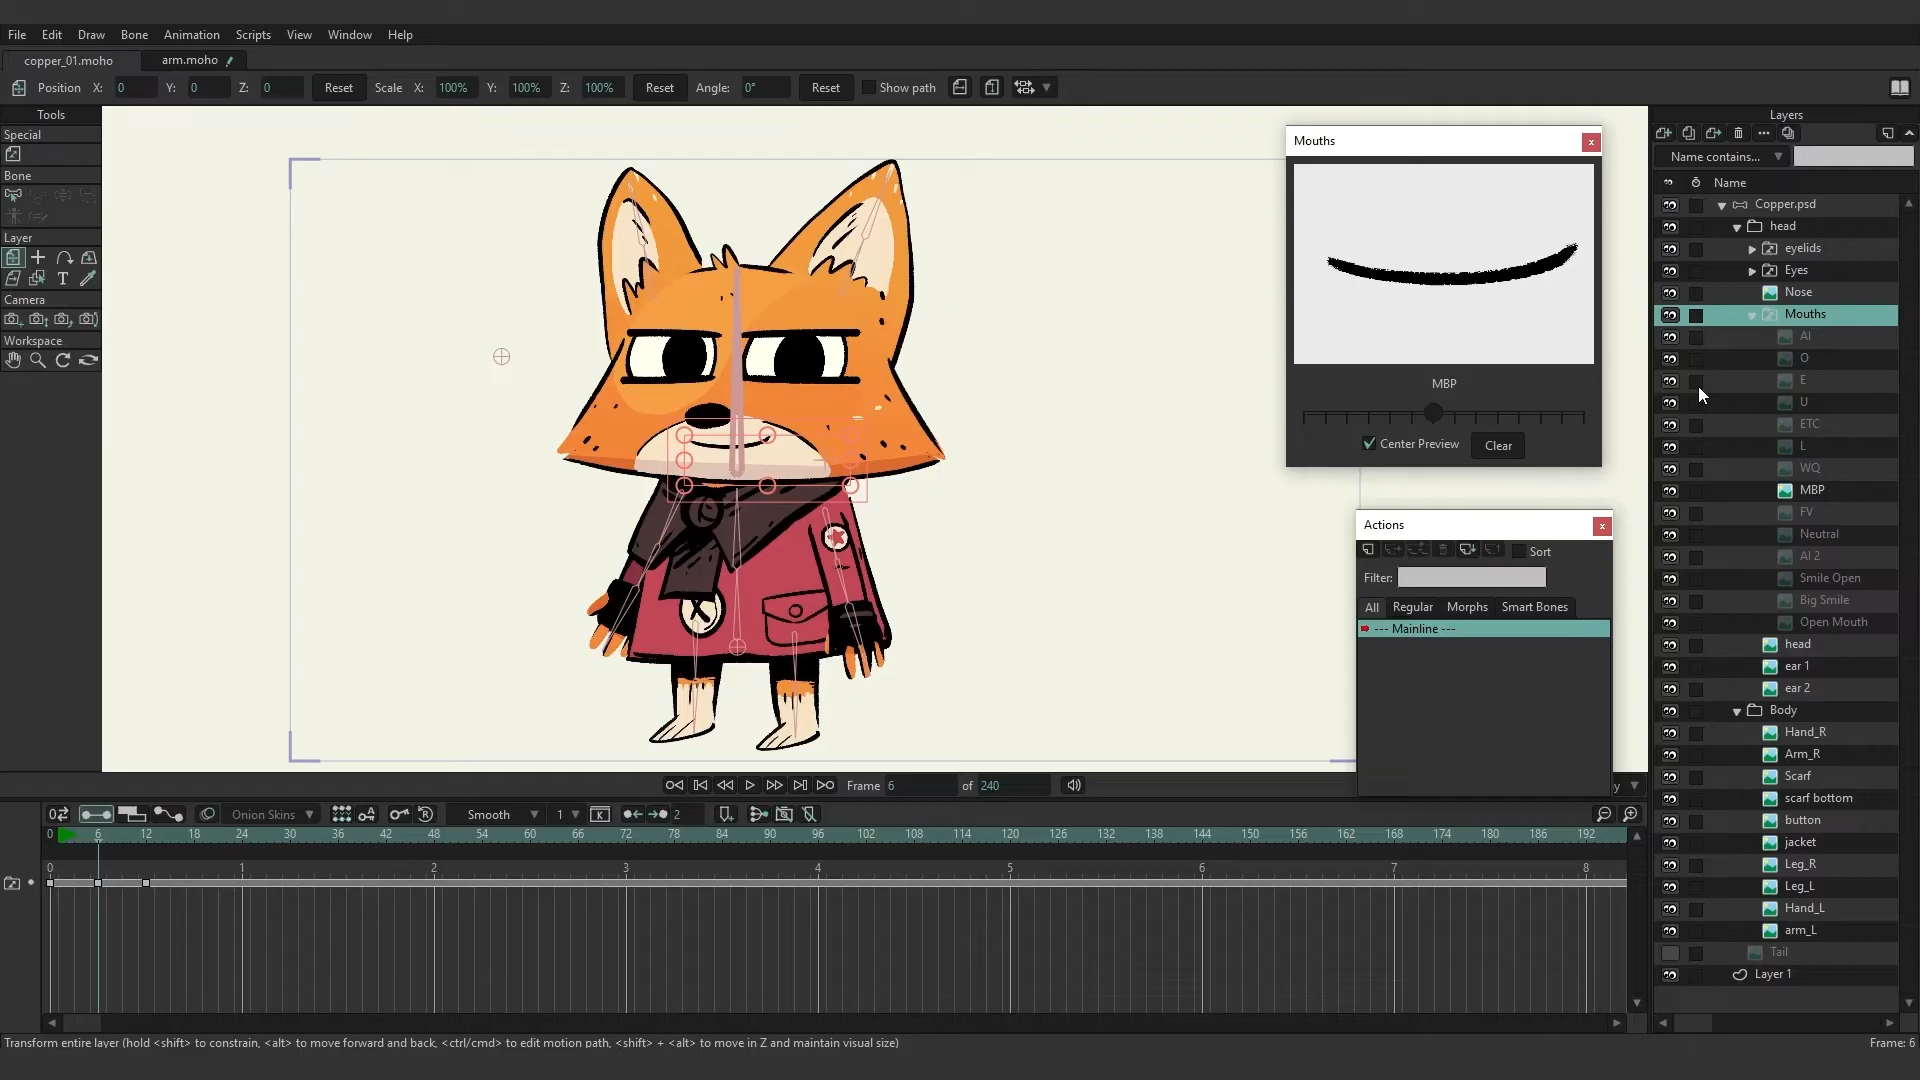 File Edit Draw Bone Animation Scripts View Window Help
copper_01.moho arm.moho
Position X: 0 Y: 0 Z: 0 Reset Scale X: 100% Y: 100% Z: 100% Reset Angle: 0° Reset Show path
Tools
Special
Bone
Layer
T
Camera
Workspace
Mouths x
MBP
Center Preview Clear
Actions x
Sort
Filter:
All Regular Morphs Smart Bones
--- Mainline ---
Layers
Name contains...
Name
Copper.psd
head
eyelids
Eyes
Nose
Mouths
AI
O
E
U
ETC
L
WQ
MBP
FV
Neutral
AI 2
Smile Open
Big Smile
Open Mouth
head
ear 1
ear 2
Body
Hand_R
Arm_R
Scarf
scarf bottom
button
jacket
Leg_R
Leg_L
Hand_L
arm_L
Tail
Layer 1
Frame 6 of 240 y
Onion Skins Smooth 1 K 2
0 6 12 18 24 30 36 42 48 54 60 66 72 78 84 90 96 102 108 114 120 126 132 138 144 150 156 162 168 174 180 186 192
0 1 2 3 4 5 6 7 8
Transform entire layer (hold <shift> to constrain, <alt> to move forward and back, <ctrl/cmd> to edit motion path, <shift> + <alt> to move in Z and maintain visual size) Frame: 6